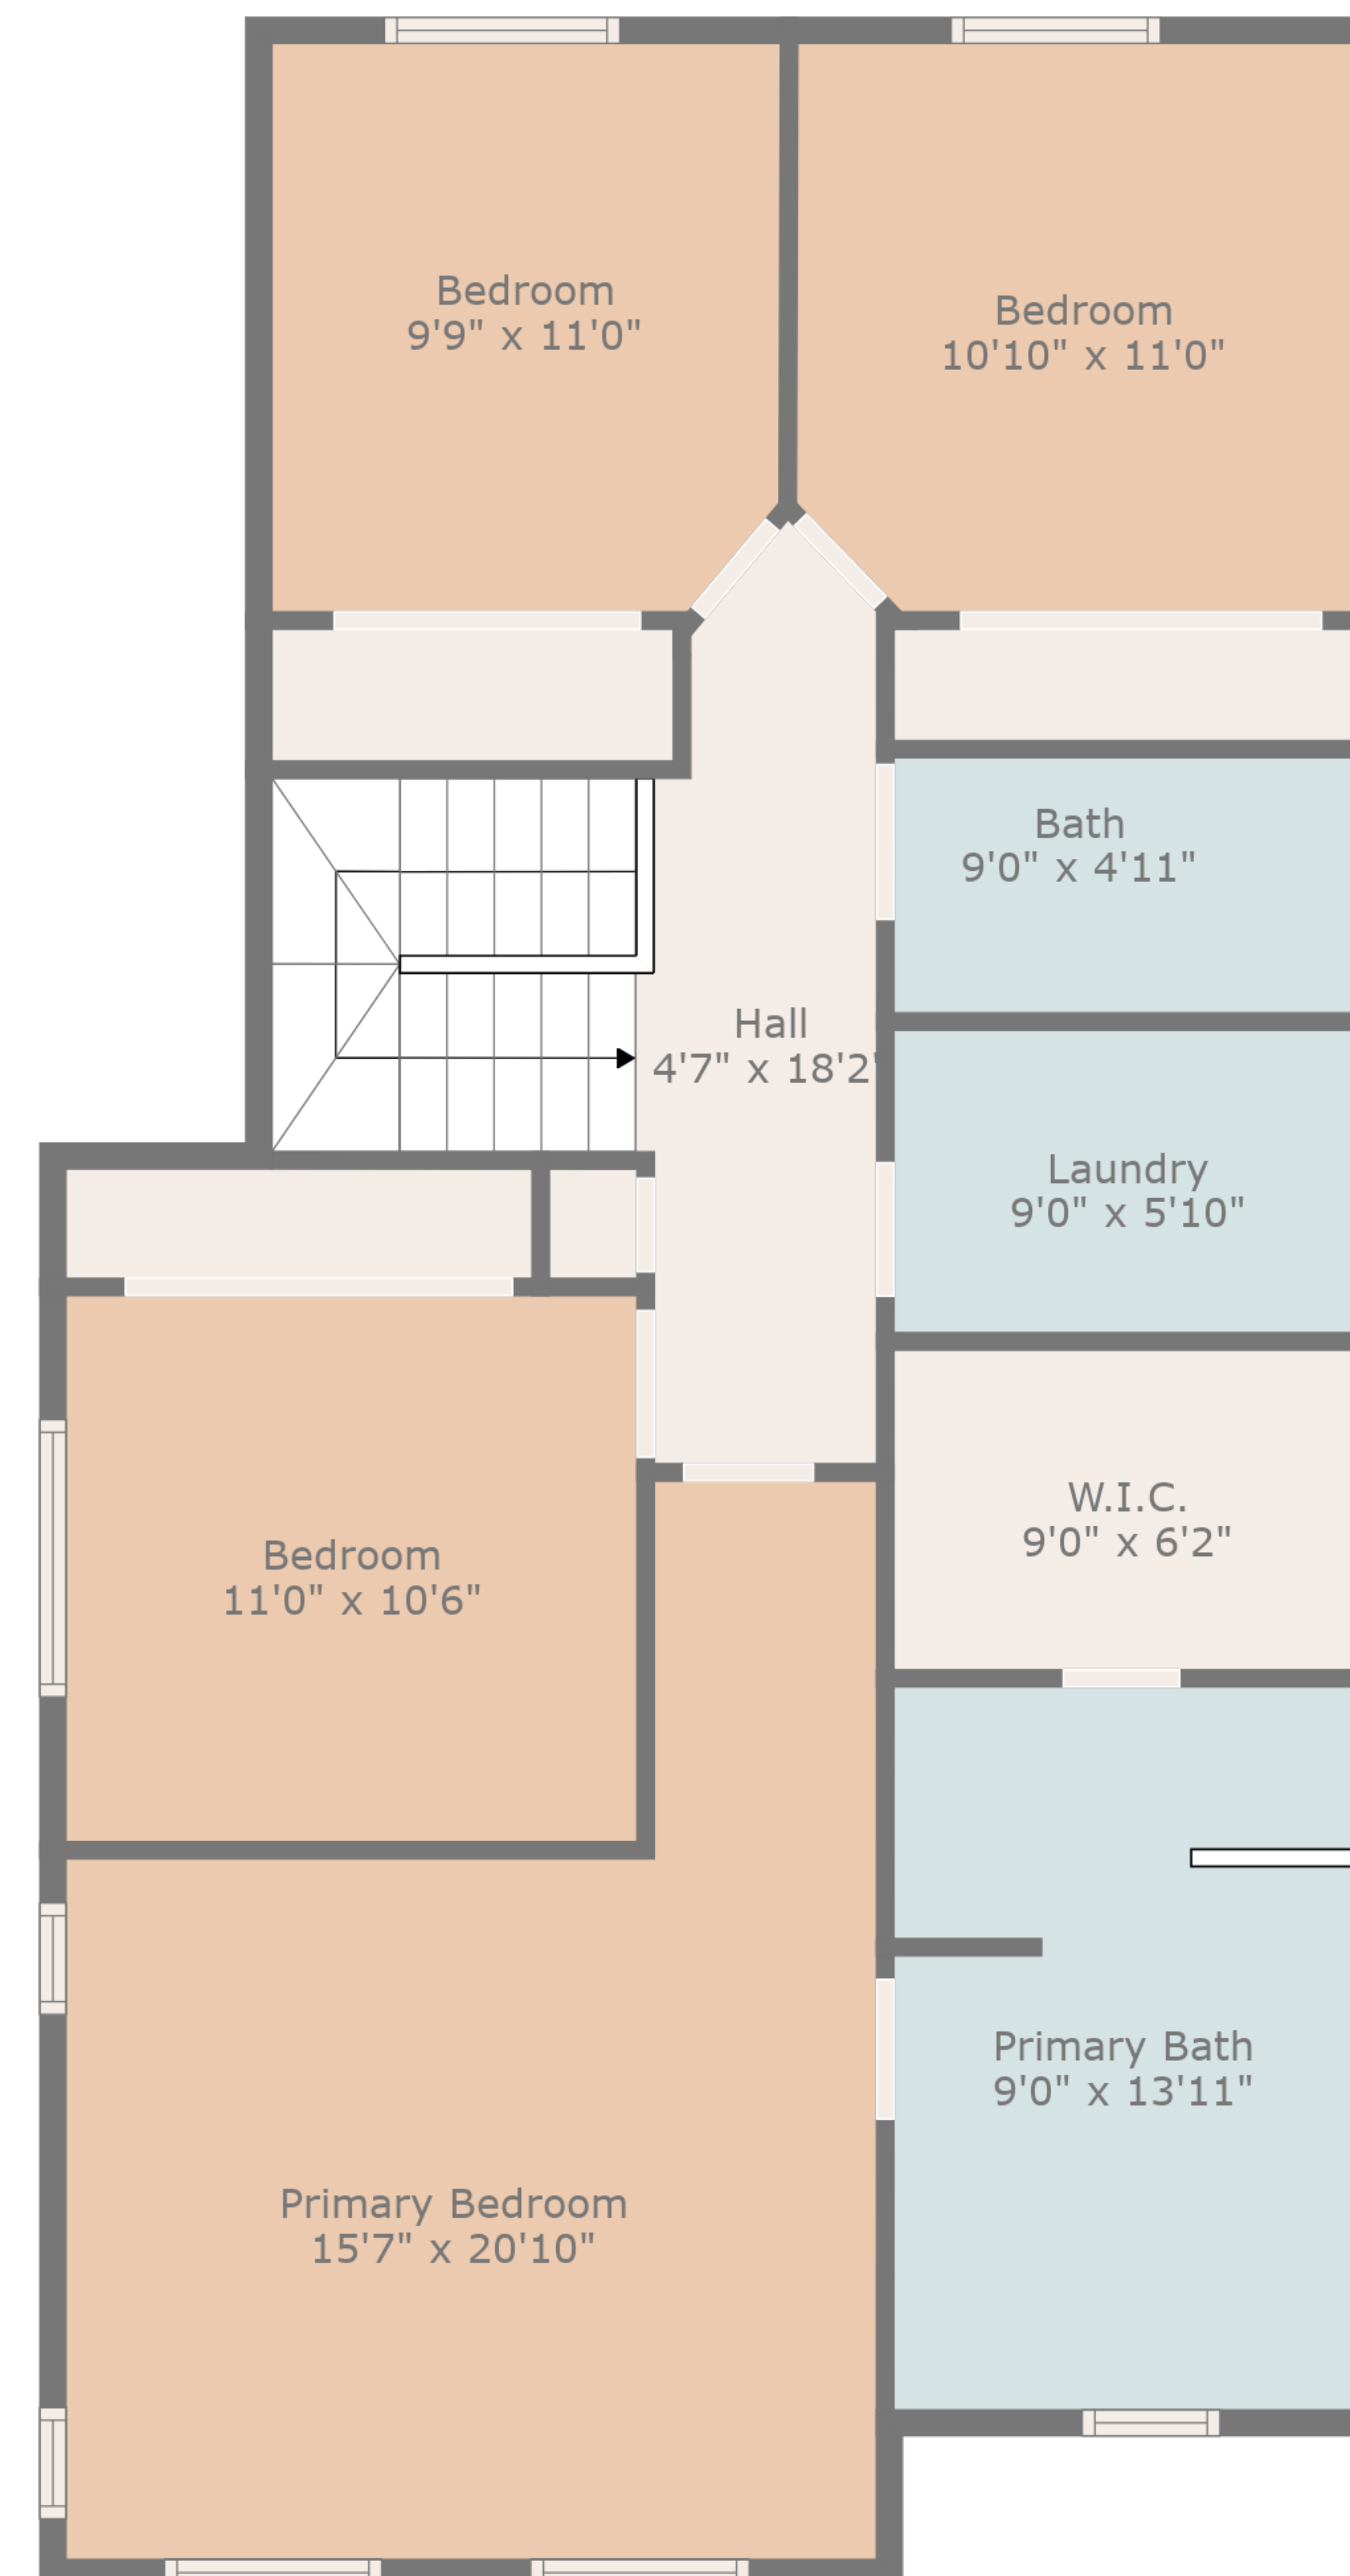 Bedroom
9'9" x 11'0"
Bedroom
10'10" x 11'0"
Bath
9'0" x 4'11"
Hall
4'7" x 18'2"
Laundry
9'0" x 5'10"
W.I.C.
9'0" x 6'2"
Bedroom
11'0" x 10'6"
Primary Bath
9'0" x 13'11"
Primary Bedroom
15'7" x 20'10"